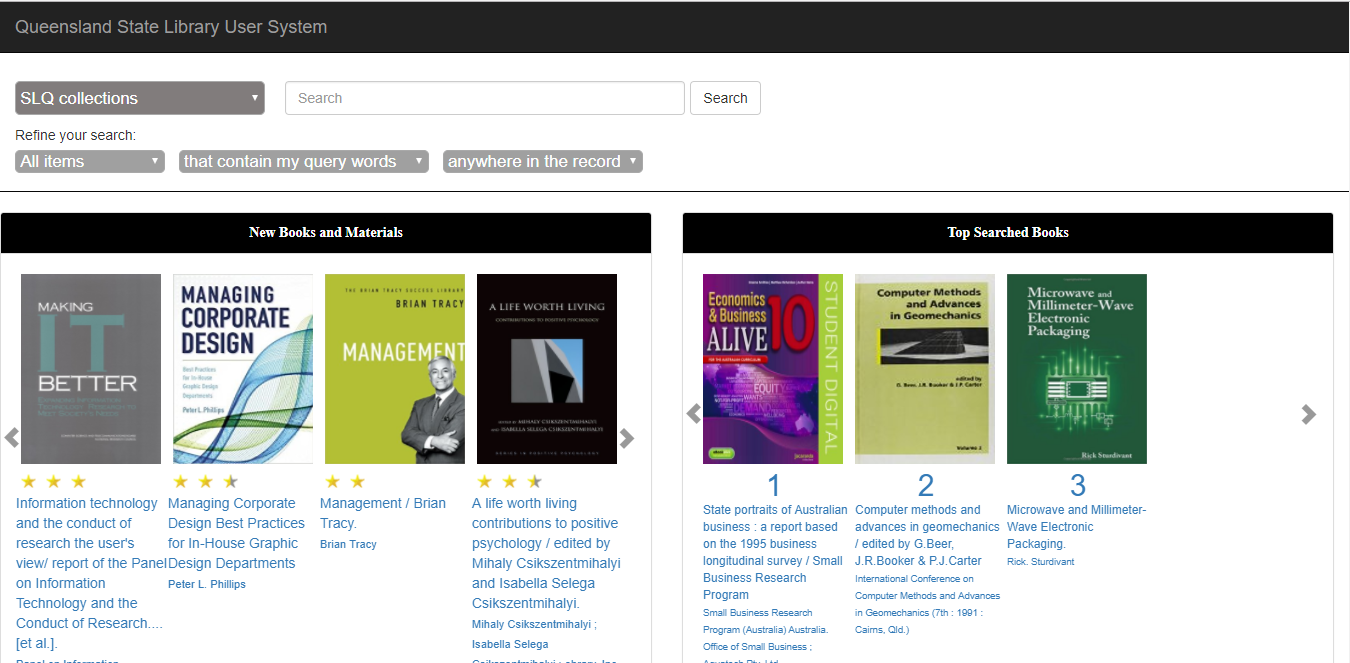 Queensland State Library User System
SLQ collections
Search
Search
Refine your search:
All items
that contain my query words
anywhere in the record
New Books and Materials
MAKING
IT
BETTER
MANAGING
CORPORATE
DESIGN
Best Practices
for In-House
Graphic Design
Departments
Peter L. Phillips
THE BRIAN TRACY SUCCESS LIBRARY
BRIAN TRACY
MANAGEMENT
A LIFE WORTH LIVING
CONTRIBUTIONS TO POSITIVE PSYCHOLOGY
EDITED BY MIHALY CSIKSZENTMIHALYI
AND ISABELLA SELEGA CSIKSZENTMIHALYI
SERIES IN POSITIVE PSYCHOLOGY
Information technology
and the conduct of
research the user's
view/ report of the Panel
on Information
Technology and the
Conduct of Research....
[et al.].
Managing Corporate
Design Best Practices
for In-House Graphic
Design Departments
Peter L. Phillips
Management / Brian
Tracy.
Brian Tracy
A life worth living
contributions to positive
psychology / edited by
Mihaly Csikszentmihalyi
and Isabella Selega
Csikszentmihalyi.
Mihaly Csikszentmihalyi ;
Isabella Selega
Top Searched Books
Economics
& Business
ALIVE 10
FOR THE AUSTRALIAN CURRICULUM
STUDENT DIGITAL
EQUITY
WANTS
DEMAND
Computer Methods
and Advances
in Geomechanics
edited by
G. Beer, J.R. Booker & J.P. Carter
Volume 1
Microwave and
Millimeter-Wave
Electronic
Packaging
Rick Sturdivant
1
State portraits of Australian
business : a report based
on the 1995 business
longitudinal survey / Small
Business Research
Program
Small Business Research
Program (Australia) Australia.
Office of Small Business ;
2
Computer methods and
advances in geomechanics
/ edited by G.Beer,
J.R.Booker & P.J.Carter
International Conference on
Computer Methods and Advances
in Geomechanics (7th : 1991 :
Cairns, Qld.)
3
Microwave and Millimeter-
Wave Electronic
Packaging.
Rick. Sturdivant